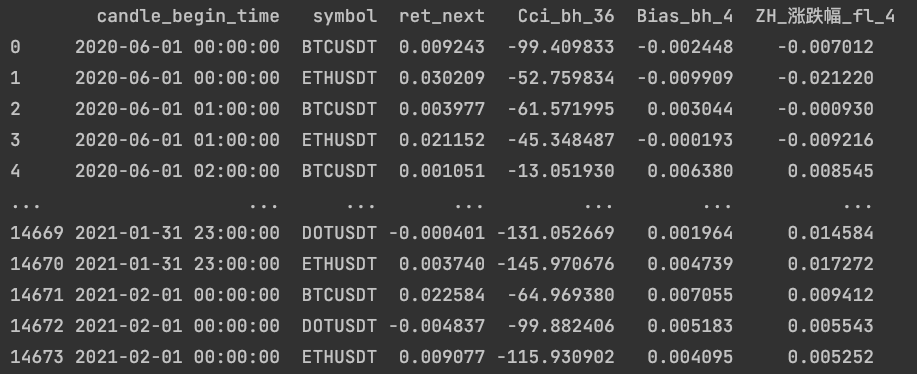 candle_begin_time symbol ret_next Cci_bh_36 Bias_bh_4 ZH_涨跌幅_fl_4
0 2020-06-01 00:00:00 BTCUSDT 0.009243 -99.409833 -0.002448 -0.007012
1 2020-06-01 00:00:00 ETHUSDT 0.030209 -52.759834 -0.009909 -0.021220
2 2020-06-01 01:00:00 BTCUSDT 0.003977 -61.571995 0.003044 -0.000930
3 2020-06-01 01:00:00 ETHUSDT 0.021152 -45.348487 -0.000193 -0.009216
4 2020-06-01 02:00:00 BTCUSDT 0.001051 -13.051930 0.006380 0.008545
... ... ... ... ... ... ...
14669 2021-01-31 23:00:00 DOTUSDT -0.000401 -131.052669 0.001964 0.014584
14670 2021-01-31 23:00:00 ETHUSDT 0.003740 -145.970676 0.004739 0.017272
14671 2021-02-01 00:00:00 BTCUSDT 0.022584 -64.969380 0.007055 0.009412
14672 2021-02-01 00:00:00 DOTUSDT -0.004837 -99.882406 0.005183 0.005543
14673 2021-02-01 00:00:00 ETHUSDT 0.009077 -115.930902 0.004095 0.005252